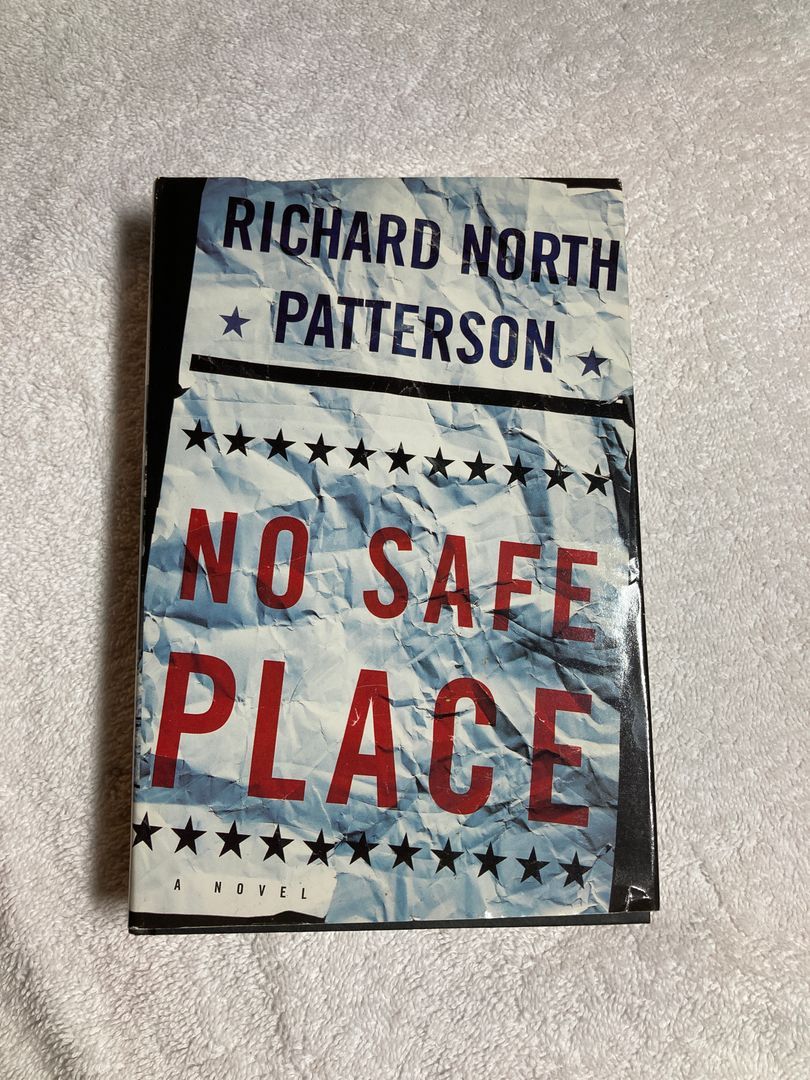 RICHARD NORTH
★ PATTERSON ★
★★★★★★★★★★★
NO SAFE
PLACE
★★★★★★★★★★★
A NOVEL